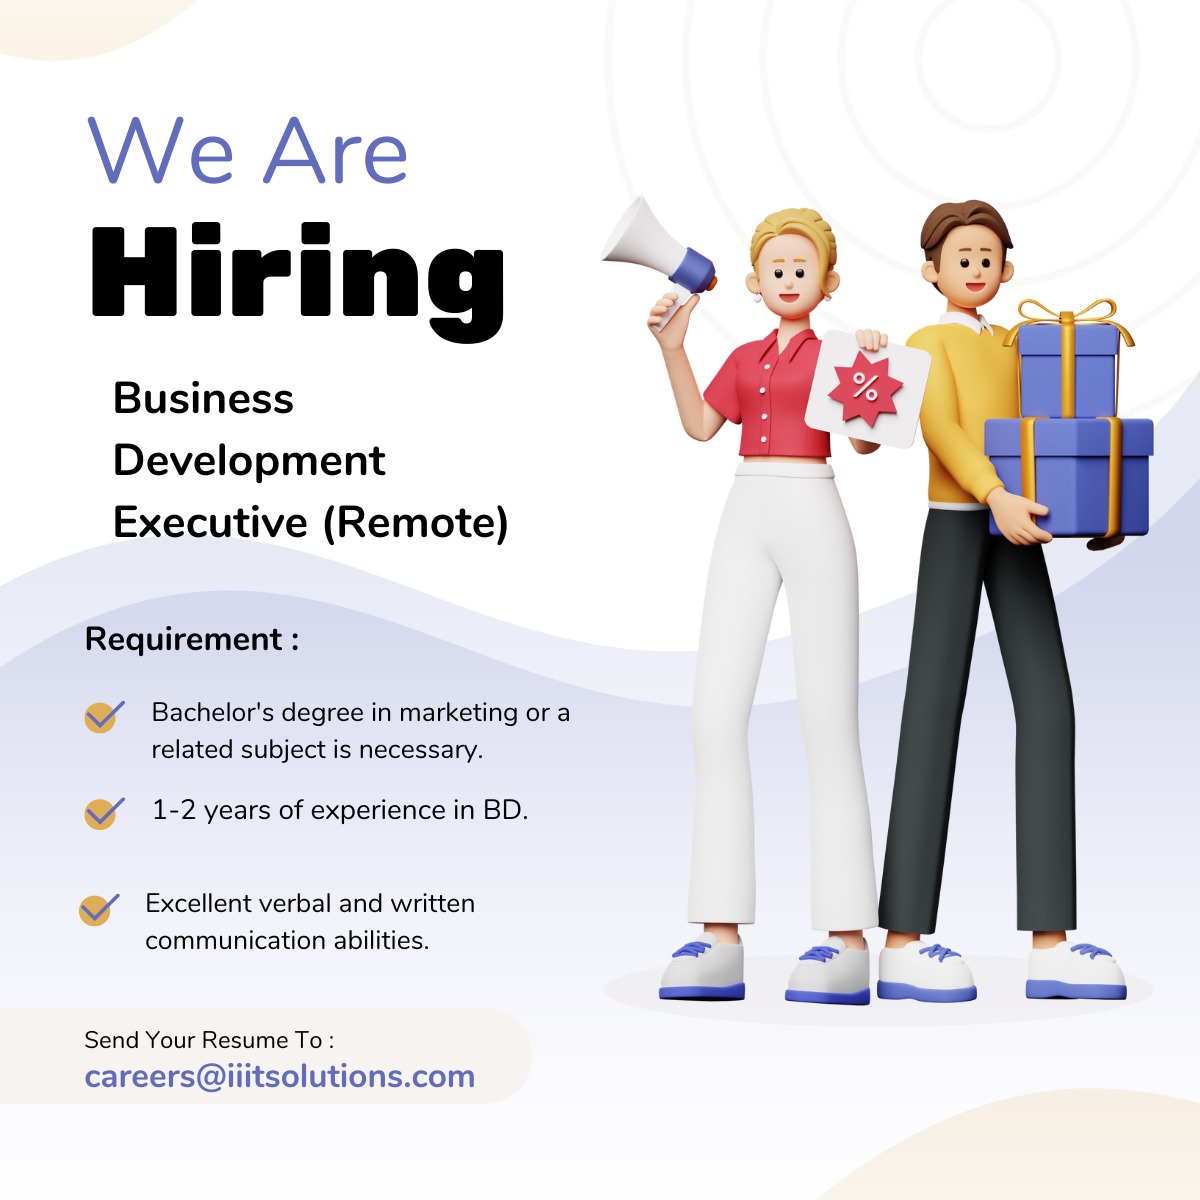 We Are
Hiring
Business
Development
Executive (Remote)
Requirement :
Bachelor's degree in marketing or a
related subject is necessary.
1-2 years of experience in BD.
Excellent verbal and written
communication abilities.
Send Your Resume To :
careers@iiitsolutions.com
%